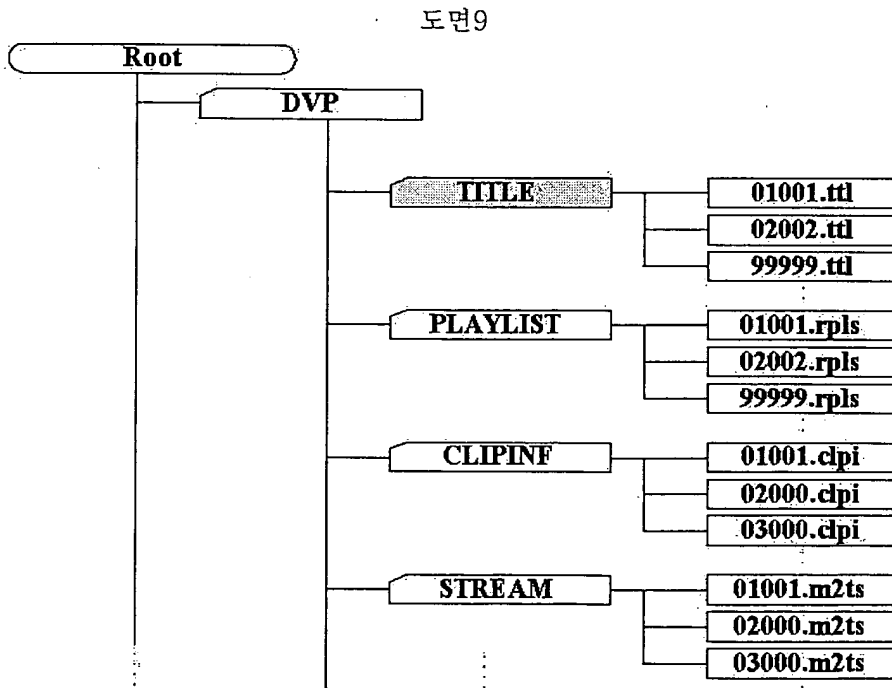 도면9
Root
DVP
TITLE
01001.ttl
02002.ttl
99999.ttl
PLAYLIST
01001.rpls
02002.rpls
99999.rpls
CLIPINF
01001.clpi
02000.clpi
03000.clpi
STREAM
01001.m2ts
02000.m2ts
03000.m2ts